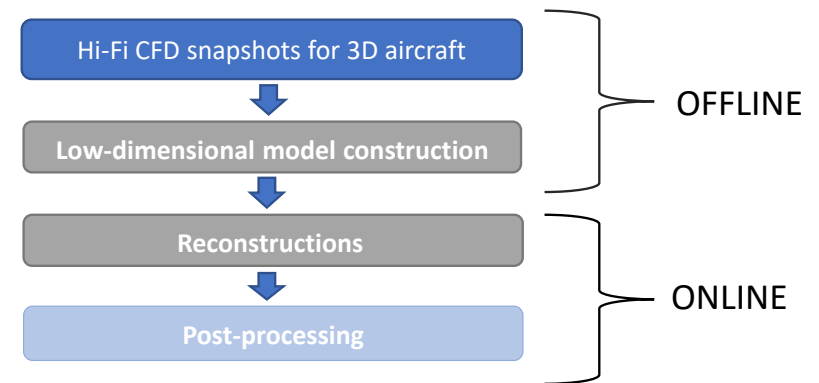 Hi-Fi CFD snapshots for 3D aircraft
OFFLINE
Low-dimensional model construction
Reconstructions
ONLINE
Post-processing